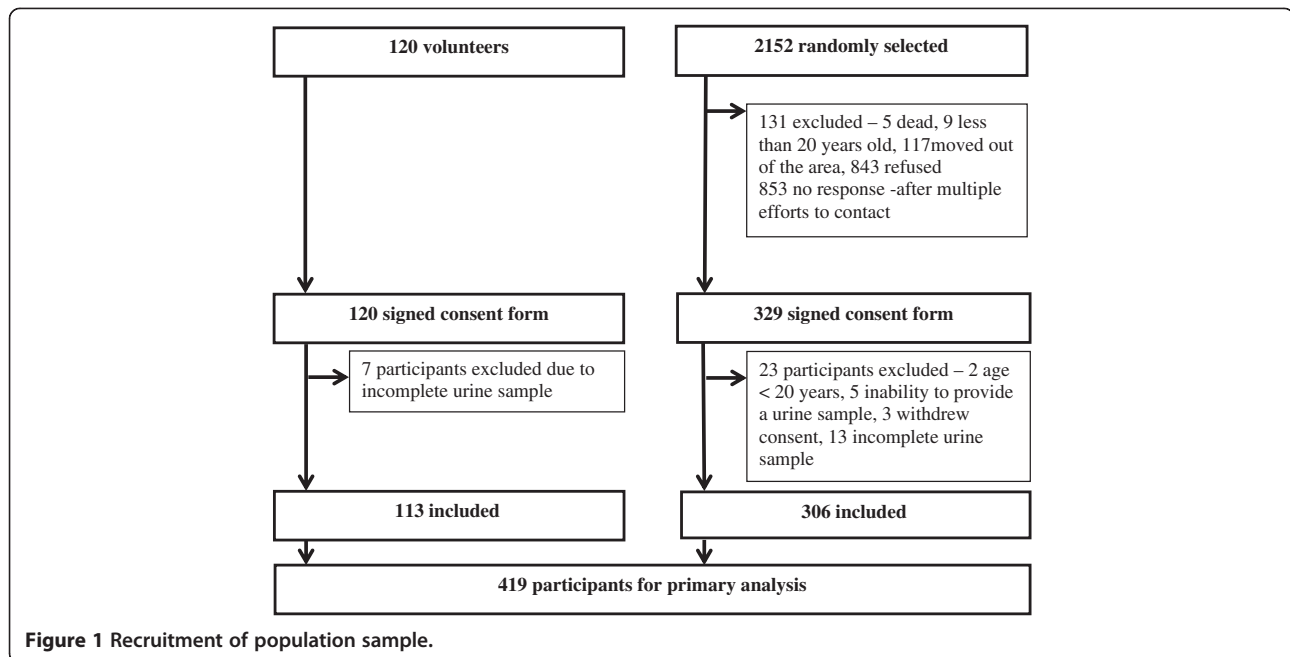 120 volunteers
2152 randomly selected
131 excluded – 5 dead, 9 less
than 20 years old, 117moved out
of the area, 843 refused
853 no response -after multiple
efforts to contact
120 signed consent form
329 signed consent form
7 participants excluded due to
incomplete urine sample
23 participants excluded – 2 age
< 20 years, 5 inability to provide
a urine sample, 3 withdrew
consent, 13 incomplete urine
sample
113 included
306 included
419 participants for primary analysis
Figure 1 Recruitment of population sample.